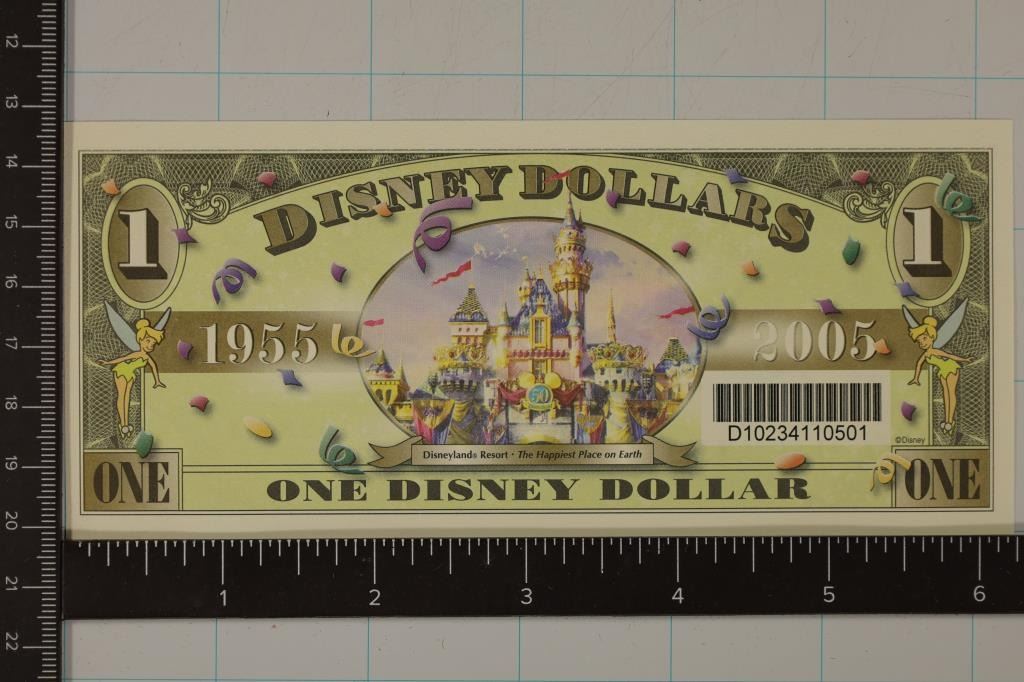 DISNEY DOLLARS
1 1
1955 2005
50
D10234110501
©Disney
Disneyland® Resort · The Happiest Place on Earth
ONE ONE
ONE DISNEY DOLLAR
12
13
14
15
16
17
18
19
20
21
22
1 2 3 4 5 6